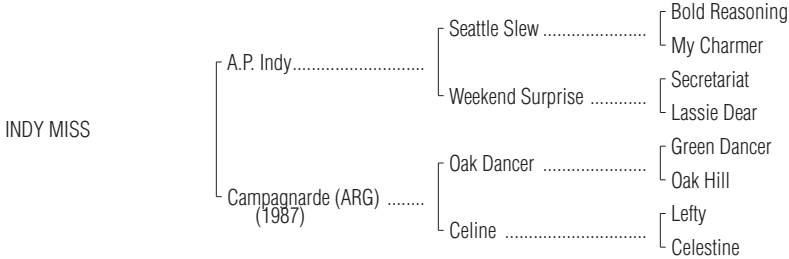 Bold Reasoning
Seattle Slew ......................
My Charmer
A.P. Indy............................
Secretariat
Weekend Surprise ............
Lassie Dear
INDY MISS
Green Dancer
Oak Dancer ......................
Oak Hill
Campagnarde (ARG) ........
(1987)
Lefty
Celine ..............................
Celestine